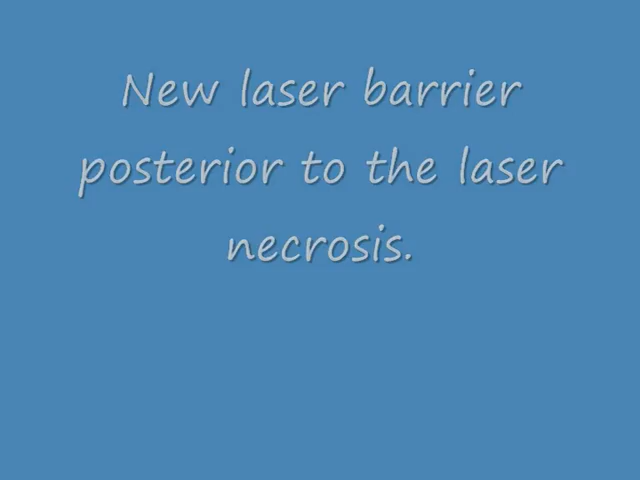 New laser barrier
posterior to the laser
necrosis.